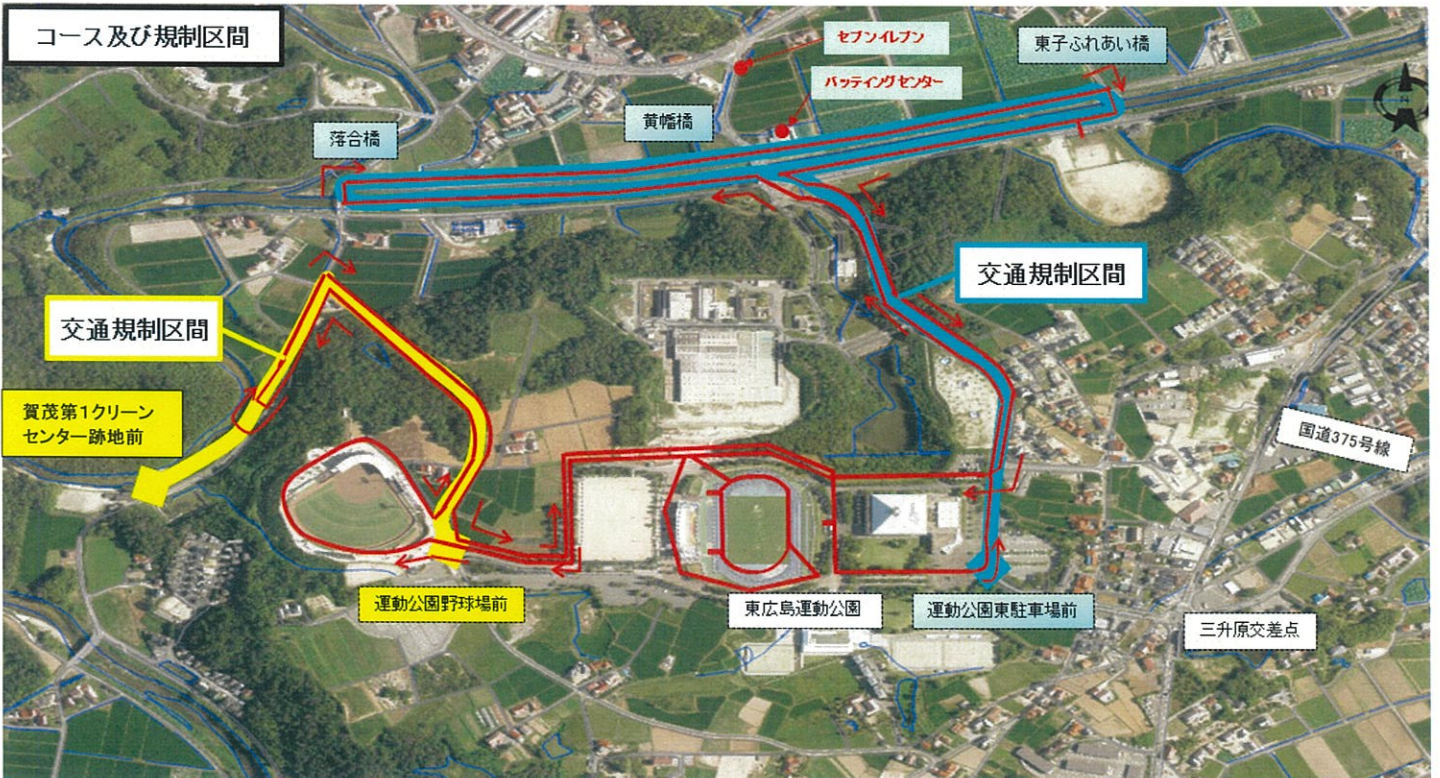 コース及び規制区間
セブンイレブン
東子ふれあい橋
バッティングセンター
黄幡橋
落合橋
交通規制区間
交通規制区間
賀茂第1クリーン
センター跡地前
国道375号線
運動公園野球場前
東広島運動公園
運動公園東駐車場前
三升原交差点